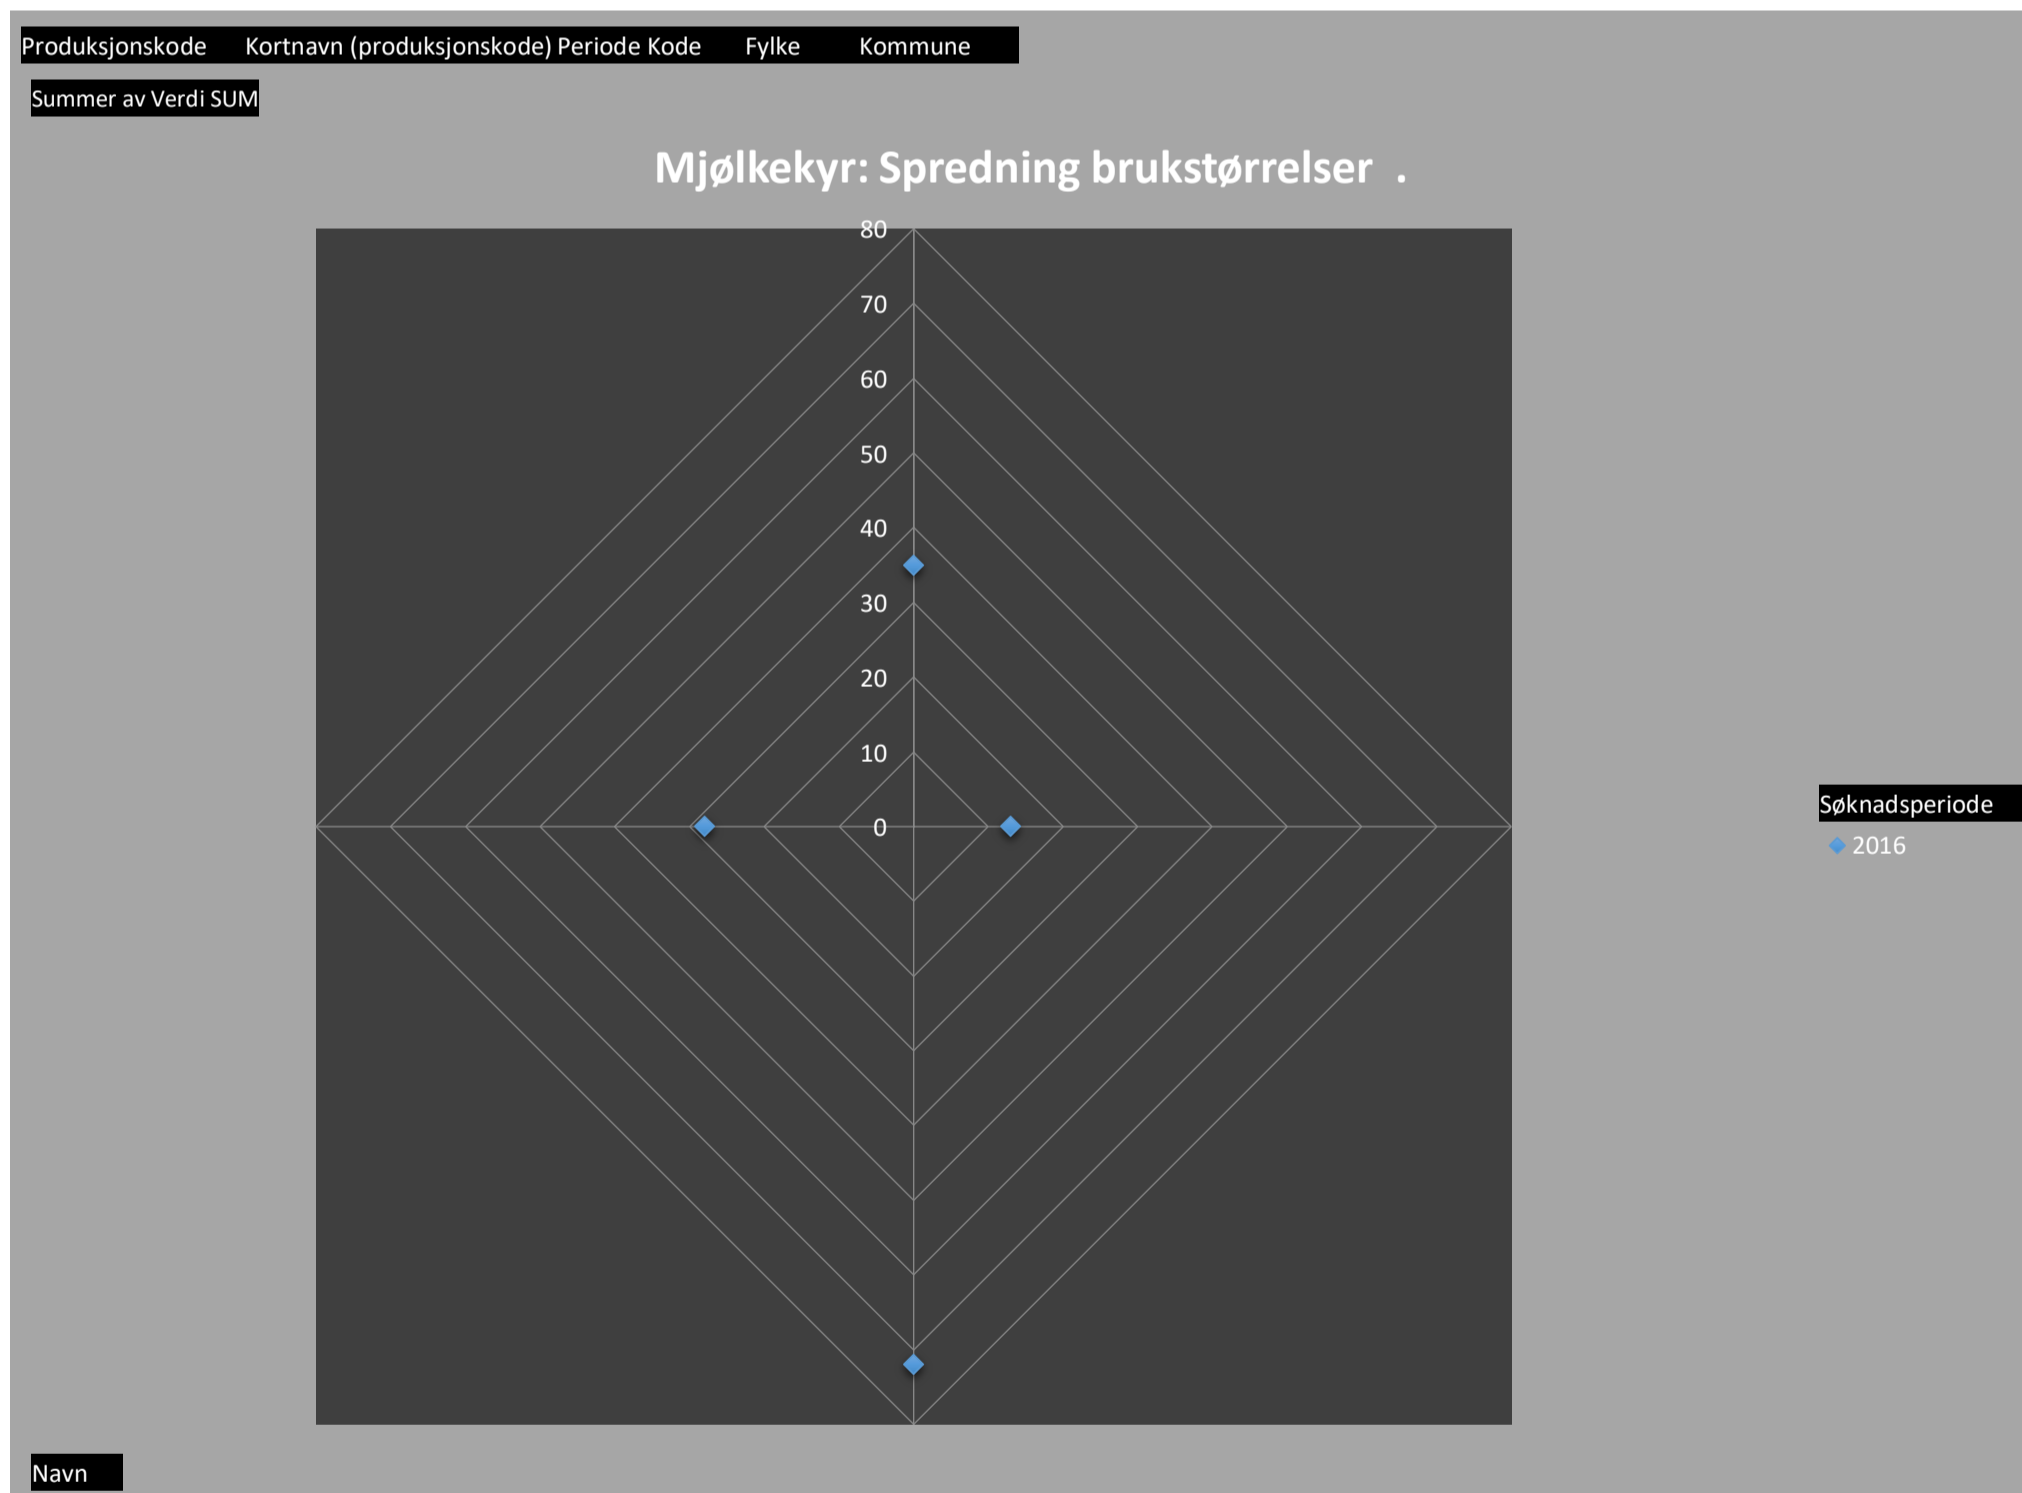 Produksjonskode Kortnavn (produksjonskode) Periode Kode Fylke Kommune
Summer av Verdi SUM
Mjølkekyr: Spredning brukstørrelser .
80
70
60
50
40
30
20
10
0
Søknadsperiode
2016
Navn